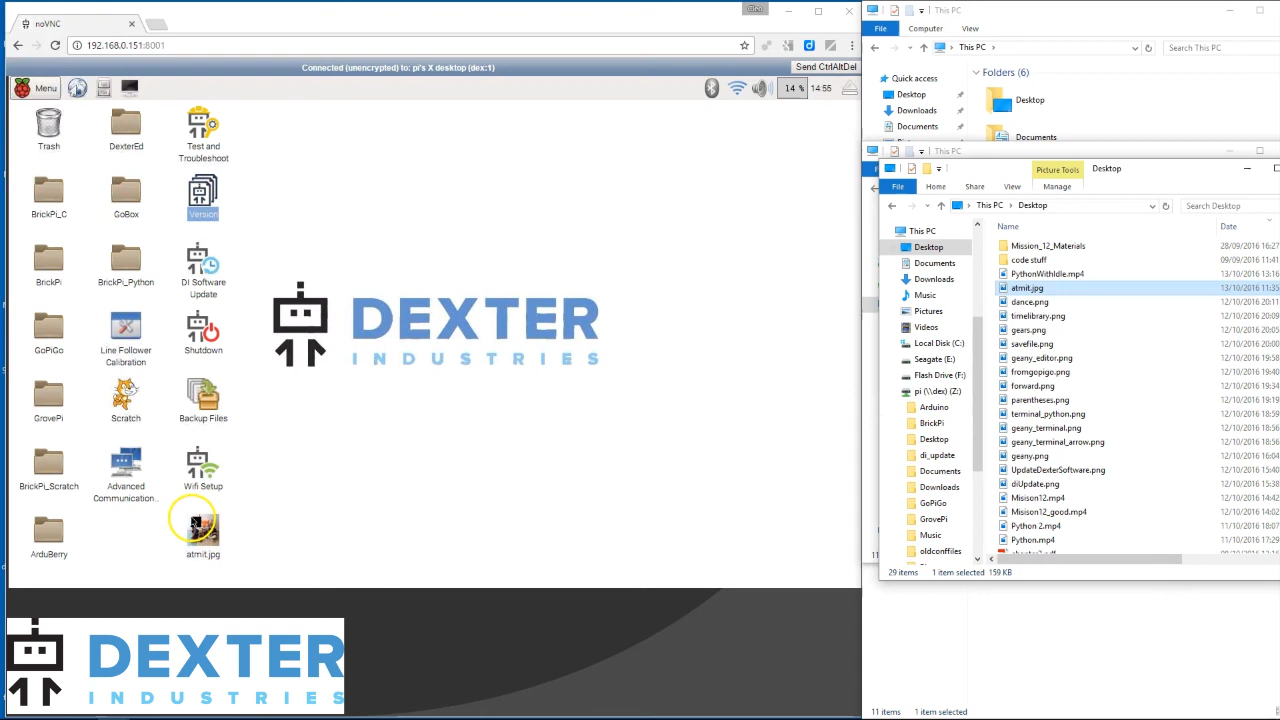 noVNC
Cleo
192.168.0.151:8001
Connected (unencrypted) to: pi's X desktop (dex:1)
Send CtrlAltDel
Menu
14 %
14:55
Trash
DexterEd
Test and
Troubleshoot
BrickPi_C
GoBox
Version
BrickPi
BrickPi_Python
DI Software
Update
GoPiGo
Line Follower
Calibration
Shutdown
GrovePi
Scratch
Backup Files
BrickPi_Scratch
Advanced
Communication..
Wifi Setup
ArduBerry
atmit.jpg
DEXTER
INDUSTRIES
DEXTER
INDUSTRIES
This PC
File
Computer
View
This PC
Search This PC
Quick access
Folders (6)
Desktop
Desktop
Downloads
Documents
Documents
This PC
Picture Tools
Desktop
File
Home
Share
View
Manage
This PC > Desktop
Search Desktop
Name
Date
This PC
Desktop
Documents
Downloads
Music
Pictures
Videos
Local Disk (C:)
Seagate (E:)
Flash Drive (F:)
pi (\\dex) (Z:)
Arduino
BrickPi
Desktop
di_update
Documents
Downloads
GoPiGo
GrovePi
Music
oldconffiles
Mission_12_Materials 28/09/2016 16:27
code stuff 09/09/2016 11:41
PythonWithIdle.mp4 13/10/2016 13:16
atmit.jpg 13/10/2016 11:35
dance.png 12/10/2016 20:11
timelibrary.png 12/10/2016 20:09
gears.png 12/10/2016 20:09
savefile.png 12/10/2016 20:00
geany_editor.png 12/10/2016 19:58
fromgopigo.png 12/10/2016 19:40
forward.png 12/10/2016 19:34
parentheses.png 12/10/2016 19:19
terminal_python.png 12/10/2016 18:59
geany_terminal.png 12/10/2016 18:56
geany_terminal_arrow.png 12/10/2016 18:56
geany.png 12/10/2016 16:04
UpdateDexterSoftware.png 12/10/2016 15:40
diUpdate.png 12/10/2016 15:40
Misison12.mp4 12/10/2016 14:42
Misison12_good.mp4 12/10/2016 14:42
Python 2.mp4 11/10/2016 18:07
Python.mp4 11/10/2016 17:20
29 items
1 item selected 159 KB
11 items
1 item selected